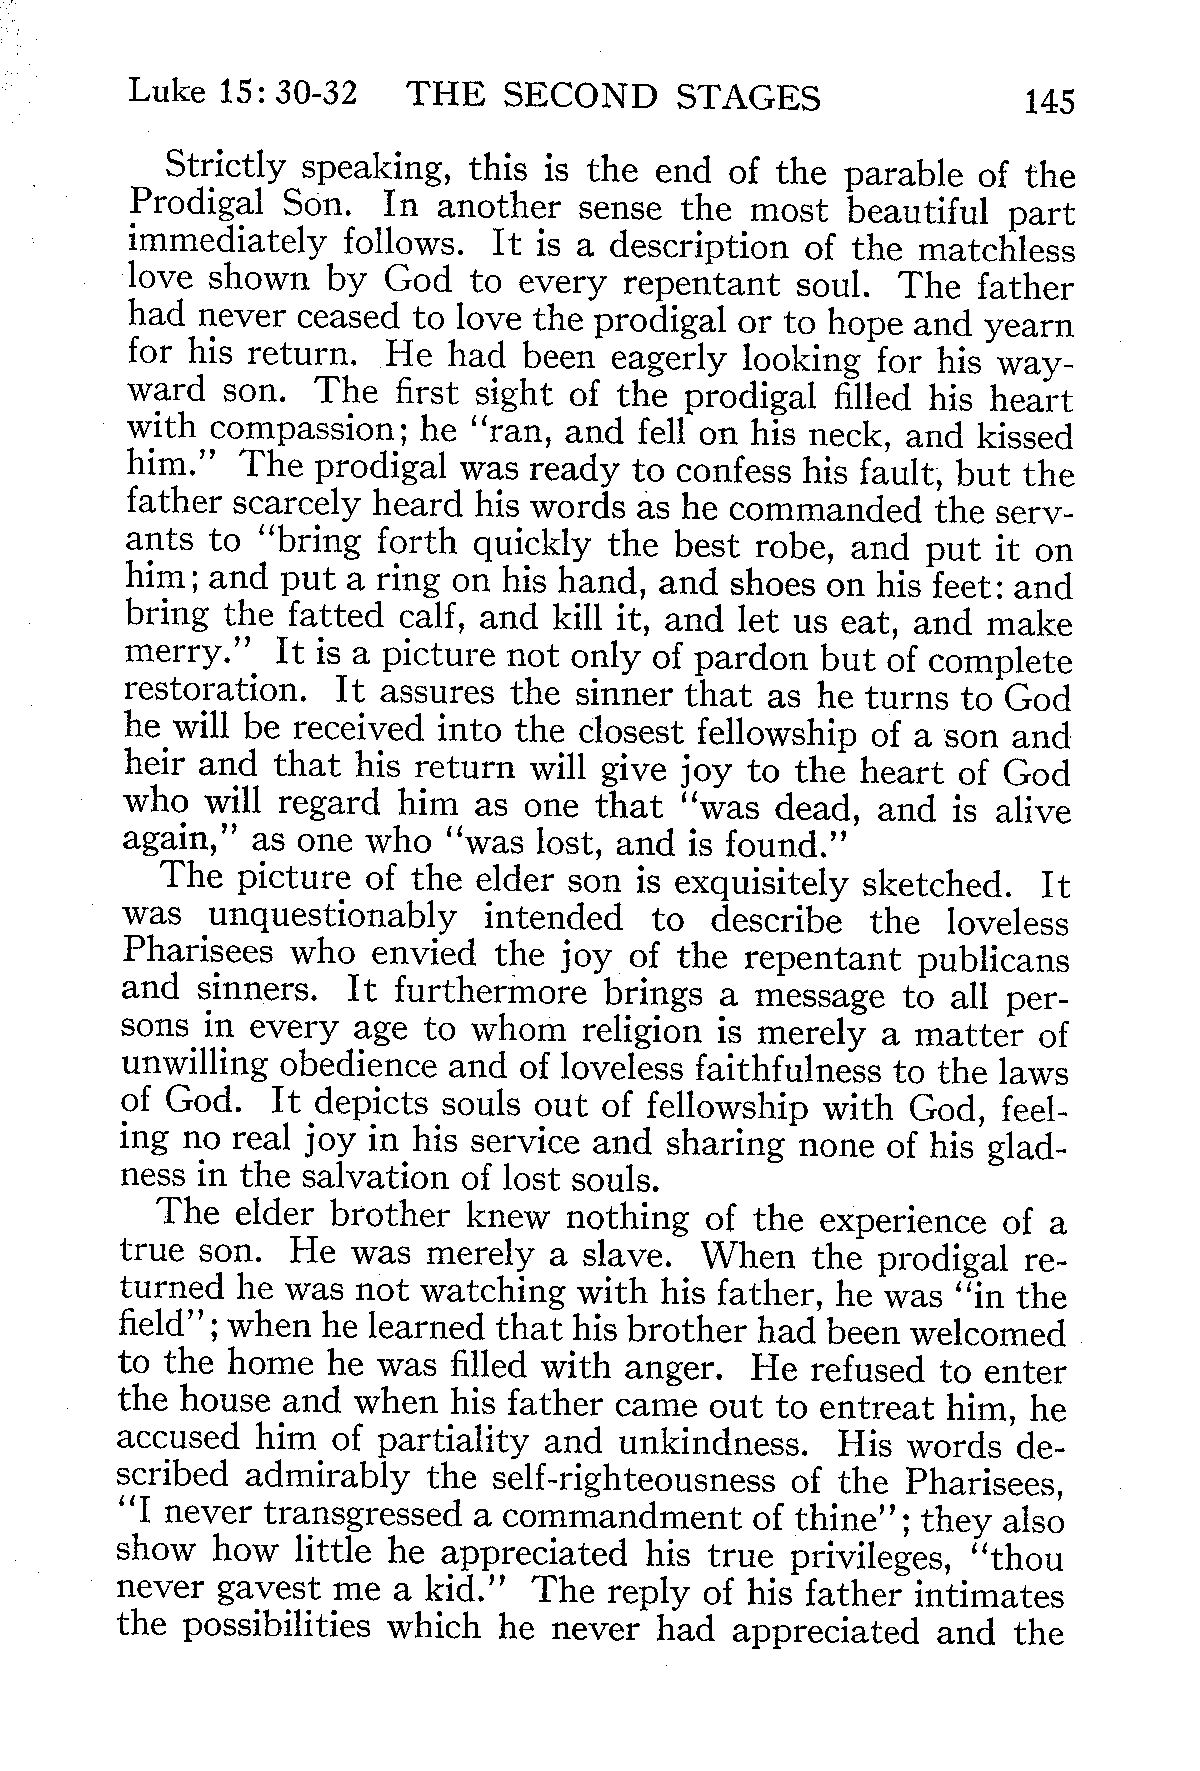 Luke 15: 30-32 THE SECOND STAGES 145
Strictly speaking, this is the end of the parable of the
Prodigal Son. In another sense the most beautiful part
immediately follows. It is a description of the matchless
love shown by God to every repentant soul. The father
had never ceased to love the prodigal or to hope and yearn
for his return. He had been eagerly looking for his way-
ward son. The first sight of the prodigal filled his heart
with compassion; he "ran, and fell on his neck, and kissed
him." The prodigal was ready to confess his fault, but the
father scarcely heard his words as he commanded the serv-
ants to "bring forth quickly the best robe, and put it on
him; and put a ring on his hand, and shoes on his feet: and
bring the fatted calf, and kill it, and let us eat, and make
merry." It is a picture not only of pardon but of complete
restoration. It assures the sinner that as he turns to God
he will be received into the closest fellowship of a son and
heir and that his return will give joy to the heart of God
who will regard him as one that "was dead, and is alive
again," as one who "was lost, and is found."
The picture of the elder son is exquisitely sketched. It
was unquestionably intended to describe the loveless
Pharisees who envied the joy of the repentant publicans
and sinners. It furthermore brings a message to all per-
sons in every age to whom religion is merely a matter of
unwilling obedience and of loveless faithfulness to the laws
of God. It depicts souls out of fellowship with God, feel-
ing no real joy in his service and sharing none of his glad-
ness in the salvation of lost souls.
The elder brother knew nothing of the experience of a
true son. He was merely a slave. When the prodigal re-
turned he was not watching with his father, he was "in the
field"; when he learned that his brother had been welcomed
to the home he was filled with anger. He refused to enter
the house and when his father came out to entreat him, he
accused him of partiality and unkindness. His words de-
scribed admirably the self-righteousness of the Pharisees,
"I never transgressed a commandment of thine"; they also
show how little he appreciated his true privileges, "thou
never gavest me a kid." The reply of his father intimates
the possibilities which he never had appreciated and the